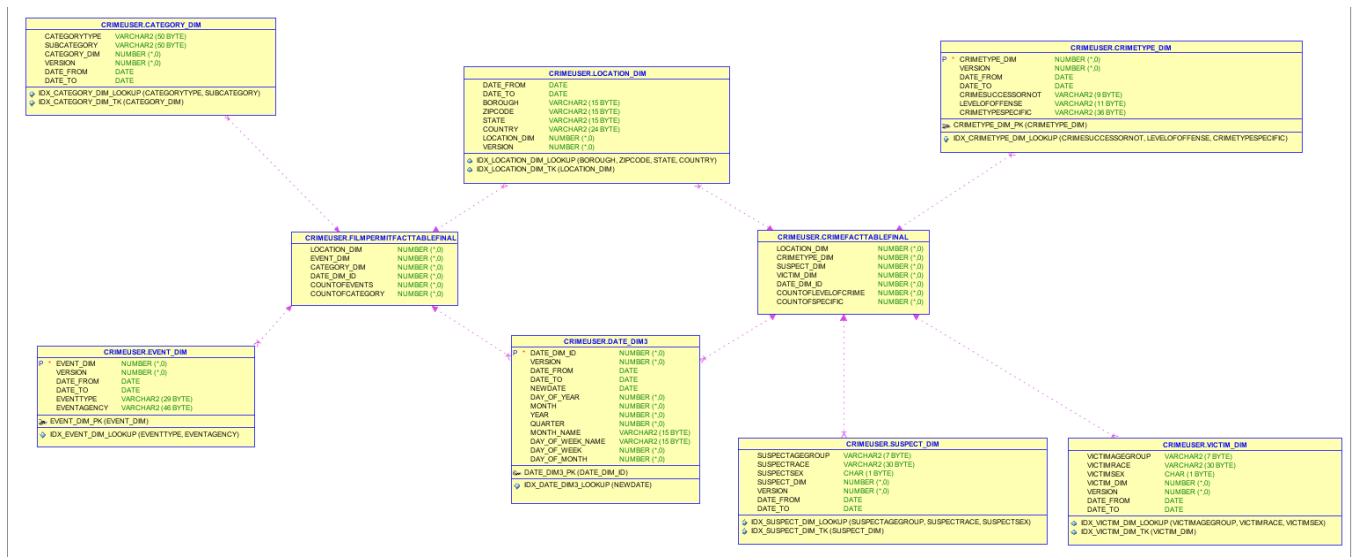 CRIMEUSER.CATEGORY_DIM
CATEGORYTYPE VARCHAR2 (50 BYTE)
SUBCATEGORY VARCHAR2 (50 BYTE)
CATEGORY_DIM NUMBER (*,0)
VERSION NUMBER (*,0)
DATE_FROM DATE
DATE_TO DATE
IDX_CATEGORY_DIM_LOOKUP (CATEGORYTYPE, SUBCATEGORY)
IDX_CATEGORY_DIM_TK (CATEGORY_DIM)
CRIMEUSER.LOCATION_DIM
DATE_FROM DATE
DATE_TO DATE
BOROUGH VARCHAR2 (15 BYTE)
ZIPCODE VARCHAR2 (15 BYTE)
STATE VARCHAR2 (15 BYTE)
COUNTRY VARCHAR2 (24 BYTE)
LOCATION_DIM NUMBER (*,0)
VERSION NUMBER (*,0)
IDX_LOCATION_DIM_LOOKUP (BOROUGH, ZIPCODE, STATE, COUNTRY)
IDX_LOCATION_DIM_TK (LOCATION_DIM)
CRIMEUSER.CRIMETYPE_DIM
P * CRIMETYPE_DIM NUMBER (*,0)
VERSION NUMBER (*,0)
DATE_FROM DATE
DATE_TO DATE
CRIMESUCCESSORNOT VARCHAR2 (9 BYTE)
LEVELOFOFFENSE VARCHAR2 (11 BYTE)
CRIMETYPESPECIFIC VARCHAR2 (36 BYTE)
CRIMETYPE_DIM_PK (CRIMETYPE_DIM)
IDX_CRIMETYPE_DIM_LOOKUP (CRIMESUCCESSORNOT, LEVELOFOFFENSE, CRIMETYPESPECIFIC)
CRIMEUSER.FILMPERMITFACTTABLEFINAL
LOCATION_DIM NUMBER (*,0)
EVENT_DIM NUMBER (*,0)
CATEGORY_DIM NUMBER (*,0)
DATE_DIM_ID NUMBER (*,0)
COUNTOFEVENTS NUMBER (*,0)
COUNTOFCATEGORY NUMBER (*,0)
CRIMEUSER.CRIMEFACTTABLEFINAL
LOCATION_DIM NUMBER (*,0)
CRIMETYPE_DIM NUMBER (*,0)
SUSPECT_DIM NUMBER (*,0)
VICTIM_DIM NUMBER (*,0)
DATE_DIM_ID NUMBER (*,0)
COUNTOFLEVELOFCRIME NUMBER (*,0)
COUNTOFSPECIFIC NUMBER (*,0)
CRIMEUSER.EVENT_DIM
P * EVENT_DIM NUMBER (*,0)
VERSION NUMBER (*,0)
DATE_FROM DATE
DATE_TO DATE
EVENTTYPE VARCHAR2 (29 BYTE)
EVENTAGENCY VARCHAR2 (46 BYTE)
EVENT_DIM_PK (EVENT_DIM)
IDX_EVENT_DIM_LOOKUP (EVENTTYPE, EVENTAGENCY)
CRIMEUSER.DATE_DIM3
P * DATE_DIM_ID NUMBER (*,0)
VERSION NUMBER (*,0)
DATE_FROM DATE
DATE_TO DATE
NEWDATE DATE
DAY_OF_YEAR NUMBER (*,0)
MONTH NUMBER (*,0)
YEAR NUMBER (*,0)
QUARTER NUMBER (*,0)
MONTH_NAME VARCHAR2 (15 BYTE)
DAY_OF_WEEK_NAME VARCHAR2 (15 BYTE)
DAY_OF_WEEK NUMBER (*,0)
DAY_OF_MONTH NUMBER (*,0)
DATE_DIM3_PK (DATE_DIM_ID)
IDX_DATE_DIM3_LOOKUP (NEWDATE)
CRIMEUSER.SUSPECT_DIM
SUSPECTAGEGROUP VARCHAR2 (7 BYTE)
SUSPECTRACE VARCHAR2 (30 BYTE)
SUSPECTSEX CHAR (1 BYTE)
SUSPECT_DIM NUMBER (*,0)
VERSION NUMBER (*,0)
DATE_FROM DATE
DATE_TO DATE
IDX_SUSPECT_DIM_LOOKUP (SUSPECTAGEGROUP, SUSPECTRACE, SUSPECTSEX)
IDX_SUSPECT_DIM_TK (SUSPECT_DIM)
CRIMEUSER.VICTIM_DIM
VICTIMAGEGROUP VARCHAR2 (7 BYTE)
VICTIMRACE VARCHAR2 (30 BYTE)
VICTIMSEX CHAR (1 BYTE)
VICTIM_DIM NUMBER (*,0)
VERSION NUMBER (*,0)
DATE_FROM DATE
DATE_TO DATE
IDX_VICTIM_DIM_LOOKUP (VICTIMAGEGROUP, VICTIMRACE, VICTIMSEX)
IDX_VICTIM_DIM_TK (VICTIM_DIM)